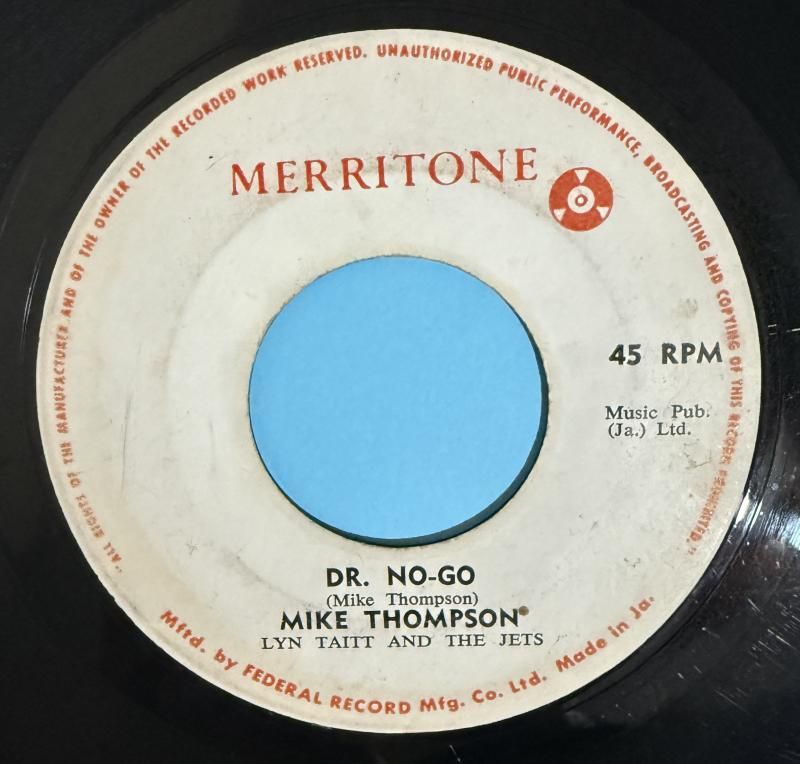 "ALL RIGHTS OF THE MANUFACTURER AND OF THE OWNER OF THE RECORDED WORK RESERVED. UNAUTHORIZED PUBLIC PERFORMANCE, BROADCASTING AND COPYING OF THIS RECORD PROHIBITED."
MERRITONE
45 RPM
Music Pub.
(Ja.) Ltd.
DR. NO-GO
(Mike Thompson)
MIKE THOMPSON
LYN TAITT AND THE JETS
Mftd. by FEDERAL RECORD Mfg. Co. Ltd. Made in Ja.